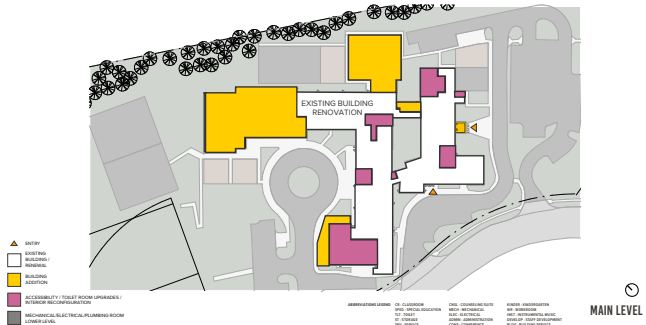 EXISTING BUILDING
RENOVATION
ENTRY
EXISTING
BUILDING /
RENEWAL
BUILDING
ADDITION
ACCESSIBILITY / TOILET ROOM UPGRADES /
INTERIOR RECONFIGURATION
MECHANICAL/ELECTRICAL/PLUMBING ROOM
LOWER LEVEL
ABBREVIATIONS LEGEND
CR - CLASSROOM
SPED - SPECIAL EDUCATION
TLT - TOILET
ST - STORAGE
COUN - COUNSELING SUITE
MECH - MECHANICAL
ELEC - ELECTRICAL
ADMIN - ADMINISTRATION
KINDER - KINDERGARTEN
WR - WORKROOM
INST - INSTRUMENTAL MUSIC
DEVELOP - STAFF DEVELOPMENT
MAIN LEVEL